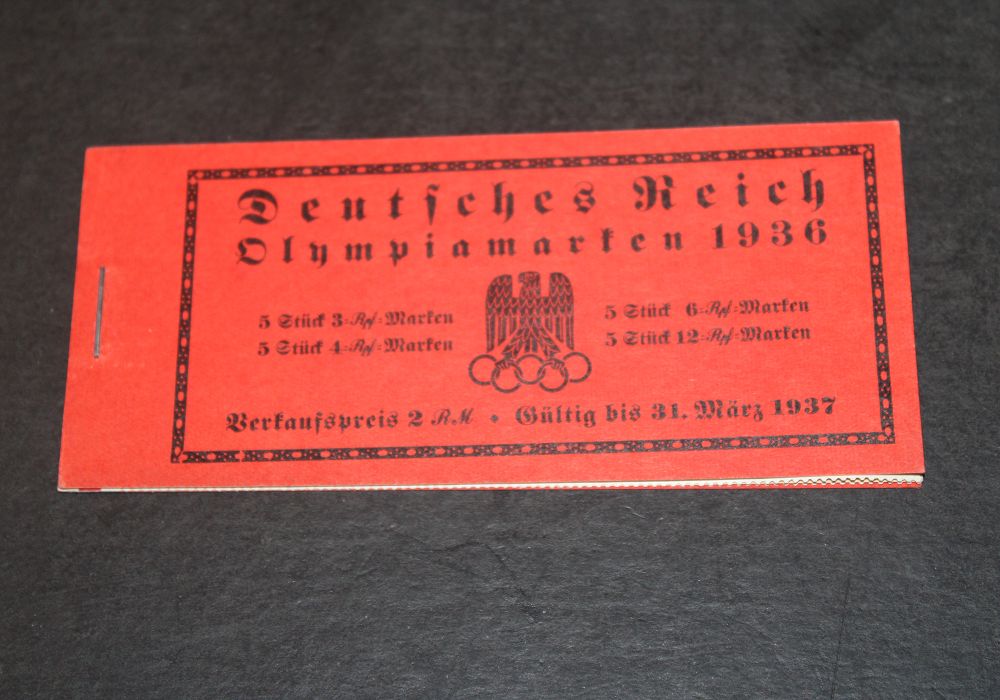 Deutsches Reich
Olympiamarken 1936
5 Stück 3=Rpf=Marken
5 Stück 4=Rpf=Marken
5 Stück 6=Rpf=Marken
5 Stück 12=Rpf=Marken
Verkaufspreis 2 RM • Gültig bis 31. März 1937